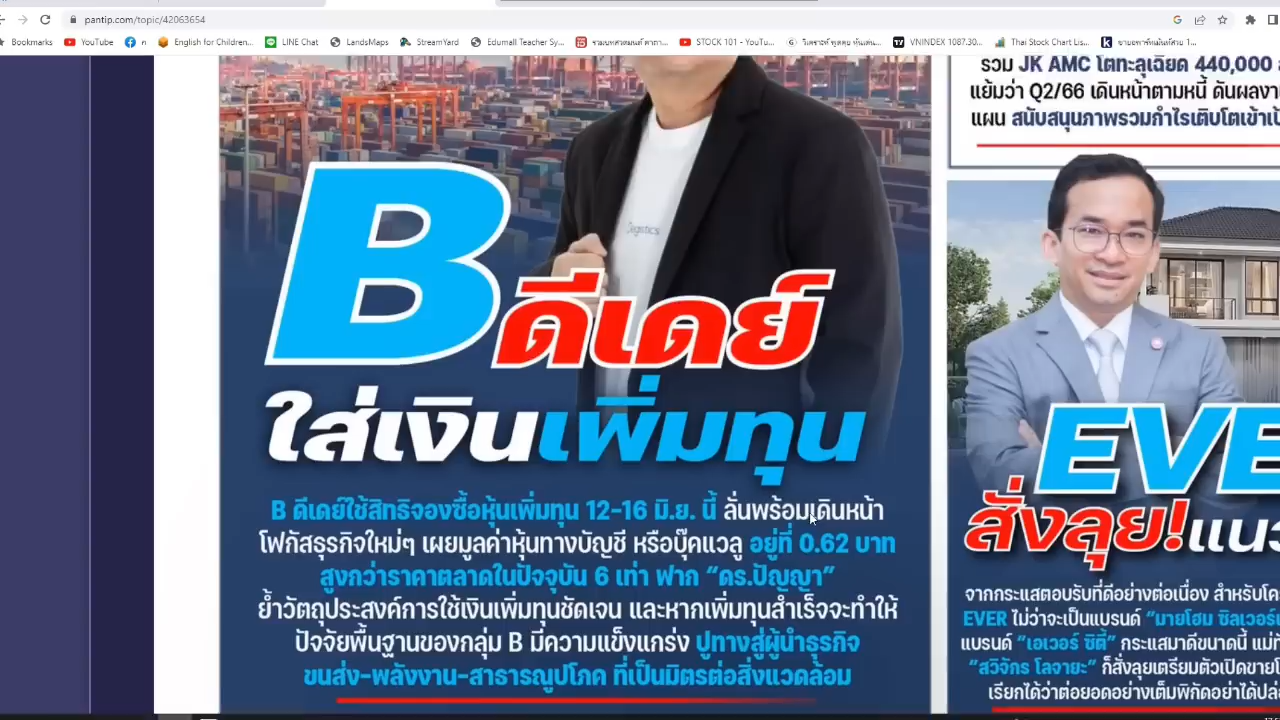 pantip.com/topic/42063654
Bookmarks YouTube English for Children... LINE Chat LandsMaps StreamYard Edumall Teacher Sy... STOCK 101 - YouTu... VNINDEX 1087.30... Thai Stock Chart Lis...
B ดีเดย์
ใส่เงินเพิ่มทุน
B ดีเดย์ใช้สิทธิจองซื้อหุ้นเพิ่มทุน 12-16 มิ.ย. นี้ ลั่นพร้อมเดินหน้า
โฟกัสธุรกิจใหม่ๆ เผยมูลค่าหุ้นทางบัญชี หรือบุ๊คแวลู อยู่ที่ 0.62 บาท
สูงกว่าราคาตลาดในปัจจุบัน 6 เท่า ฟาก “ดร.ปัญญา”
ย้ำวัตถุประสงค์การใช้เงินเพิ่มทุนชัดเจน และหากเพิ่มทุนสำเร็จจะทำให้
ปัจจัยพื้นฐานของกลุ่ม B มีความแข็งแกร่ง ปูทางสู่ผู้นำธุรกิจ
ขนส่ง-พลังงาน-สาธารณูปโภค ที่เป็นมิตรต่อสิ่งแวดล้อม
รวม JK AMC โตทะลุเฉียด 440,000
แย้มว่า Q2/66 เดินหน้าตามหนี้ ดันผลงา
แผน สนับสนุนภาพรวมกำไรเติบโตเข้าเป้
EVE
สั่งลุย!แนว
จากกระแสตอบรับที่ดีอย่างต่อเนื่อง สำหรับโค
EVER ไม่ว่าจะเป็นแบรนด์ “มายโฮม ซิลเวอร์
แบรนด์ “เอเวอร์ ซิตี้” กระแสมาดีขนาดนี้ แม่
“สวิจักร โลจายะ” ก็สั่งลุยเตรียมตัวเปิดขาย
เรียกได้ว่าต่อยอดอย่างเต็มพิกัดอย่าได้ปล่